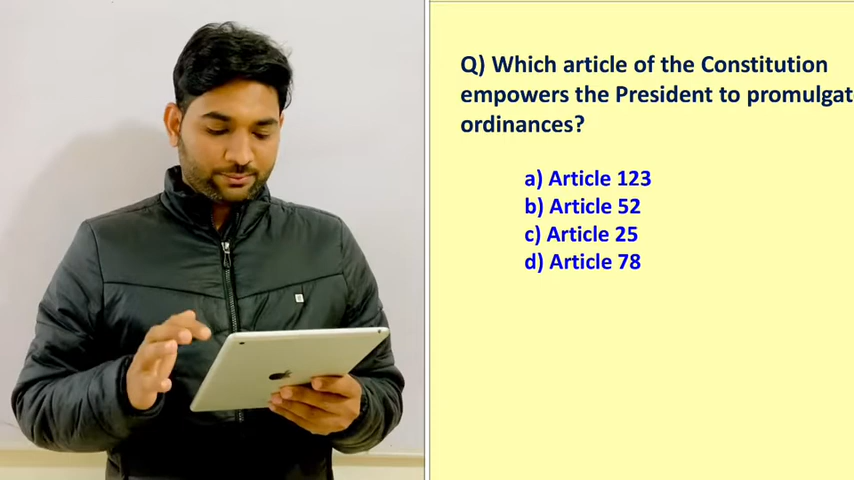 Q) Which article of the Constitution
empowers the President to promulgat
ordinances?
a) Article 123
b) Article 52
c) Article 25
d) Article 78